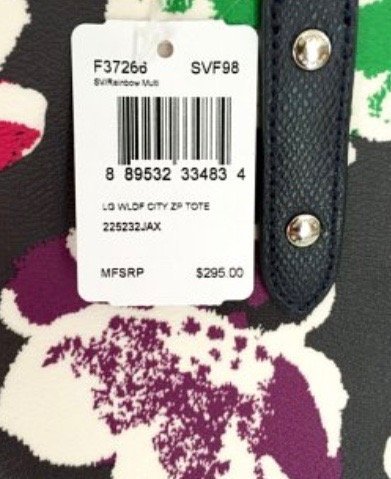 F37266 SVF98
SV/Rainbow Multi
8 89532 33483 4
LG WLDF CITY ZP TOTE
225232JAX
MFSRP $295.00